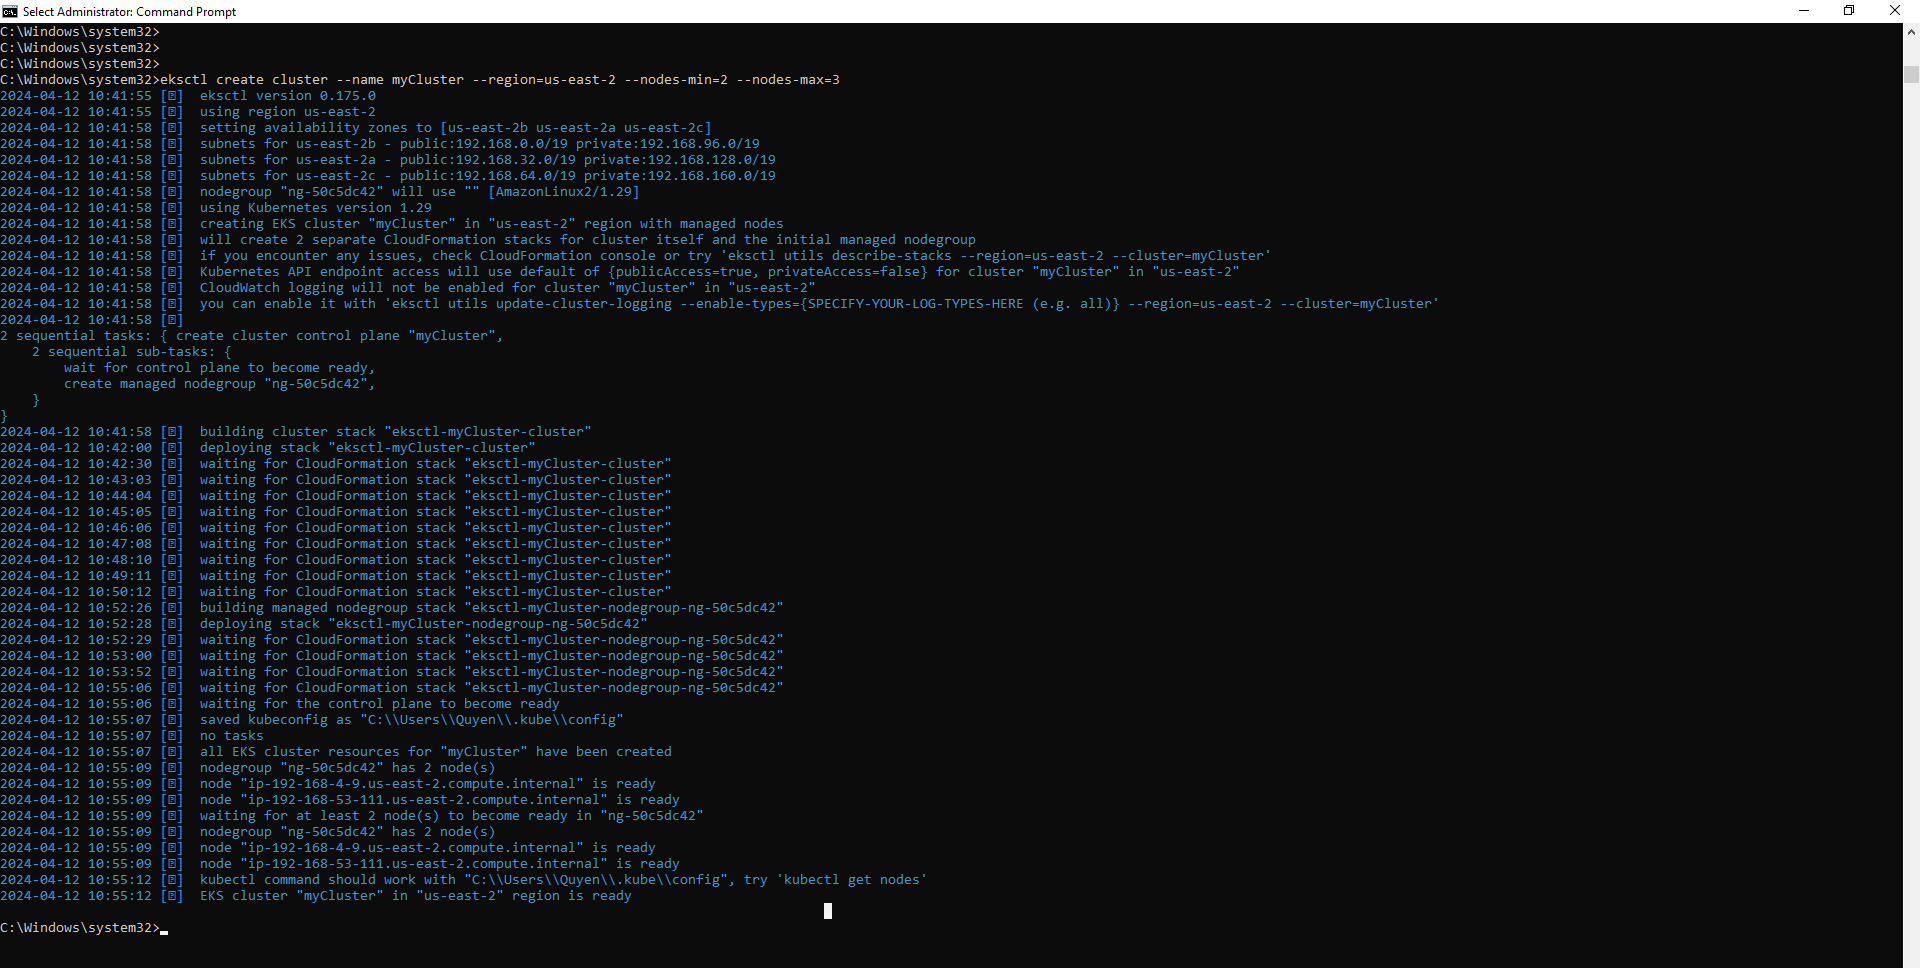 Select Administrator: Command Prompt
C:\Windows\system32>
C:\Windows\system32>
C:\Windows\system32>
C:\Windows\system32>eksctl create cluster --name myCluster --region=us-east-2 --nodes-min=2 --nodes-max=3
2024-04-12 10:41:55 [?]  eksctl version 0.175.0
2024-04-12 10:41:55 [?]  using region us-east-2
2024-04-12 10:41:58 [?]  setting availability zones to [us-east-2b us-east-2a us-east-2c]
2024-04-12 10:41:58 [?]  subnets for us-east-2b - public:192.168.0.0/19 private:192.168.96.0/19
2024-04-12 10:41:58 [?]  subnets for us-east-2a - public:192.168.32.0/19 private:192.168.128.0/19
2024-04-12 10:41:58 [?]  subnets for us-east-2c - public:192.168.64.0/19 private:192.168.160.0/19
2024-04-12 10:41:58 [?]  nodegroup "ng-50c5dc42" will use "" [AmazonLinux2/1.29]
2024-04-12 10:41:58 [?]  using Kubernetes version 1.29
2024-04-12 10:41:58 [?]  creating EKS cluster "myCluster" in "us-east-2" region with managed nodes
2024-04-12 10:41:58 [?]  will create 2 separate CloudFormation stacks for cluster itself and the initial managed nodegroup
2024-04-12 10:41:58 [?]  if you encounter any issues, check CloudFormation console or try 'eksctl utils describe-stacks --region=us-east-2 --cluster=myCluster'
2024-04-12 10:41:58 [?]  Kubernetes API endpoint access will use default of {publicAccess=true, privateAccess=false} for cluster "myCluster" in "us-east-2"
2024-04-12 10:41:58 [?]  CloudWatch logging will not be enabled for cluster "myCluster" in "us-east-2"
2024-04-12 10:41:58 [?]  you can enable it with 'eksctl utils update-cluster-logging --enable-types={SPECIFY-YOUR-LOG-TYPES-HERE (e.g. all)} --region=us-east-2 --cluster=myCluster'
2024-04-12 10:41:58 [?]
2 sequential tasks: { create cluster control plane "myCluster",
    2 sequential sub-tasks: {
        wait for control plane to become ready,
        create managed nodegroup "ng-50c5dc42",
    }
}
2024-04-12 10:41:58 [?]  building cluster stack "eksctl-myCluster-cluster"
2024-04-12 10:42:00 [?]  deploying stack "eksctl-myCluster-cluster"
2024-04-12 10:42:30 [?]  waiting for CloudFormation stack "eksctl-myCluster-cluster"
2024-04-12 10:43:03 [?]  waiting for CloudFormation stack "eksctl-myCluster-cluster"
2024-04-12 10:44:04 [?]  waiting for CloudFormation stack "eksctl-myCluster-cluster"
2024-04-12 10:45:05 [?]  waiting for CloudFormation stack "eksctl-myCluster-cluster"
2024-04-12 10:46:06 [?]  waiting for CloudFormation stack "eksctl-myCluster-cluster"
2024-04-12 10:47:08 [?]  waiting for CloudFormation stack "eksctl-myCluster-cluster"
2024-04-12 10:48:10 [?]  waiting for CloudFormation stack "eksctl-myCluster-cluster"
2024-04-12 10:49:11 [?]  waiting for CloudFormation stack "eksctl-myCluster-cluster"
2024-04-12 10:50:12 [?]  waiting for CloudFormation stack "eksctl-myCluster-cluster"
2024-04-12 10:52:26 [?]  building managed nodegroup stack "eksctl-myCluster-nodegroup-ng-50c5dc42"
2024-04-12 10:52:28 [?]  deploying stack "eksctl-myCluster-nodegroup-ng-50c5dc42"
2024-04-12 10:52:29 [?]  waiting for CloudFormation stack "eksctl-myCluster-nodegroup-ng-50c5dc42"
2024-04-12 10:53:00 [?]  waiting for CloudFormation stack "eksctl-myCluster-nodegroup-ng-50c5dc42"
2024-04-12 10:53:52 [?]  waiting for CloudFormation stack "eksctl-myCluster-nodegroup-ng-50c5dc42"
2024-04-12 10:55:06 [?]  waiting for CloudFormation stack "eksctl-myCluster-nodegroup-ng-50c5dc42"
2024-04-12 10:55:06 [?]  waiting for the control plane to become ready
2024-04-12 10:55:07 [?]  saved kubeconfig as "C:\\Users\\Quyen\\.kube\\config"
2024-04-12 10:55:07 [?]  no tasks
2024-04-12 10:55:07 [?]  all EKS cluster resources for "myCluster" have been created
2024-04-12 10:55:09 [?]  nodegroup "ng-50c5dc42" has 2 node(s)
2024-04-12 10:55:09 [?]  node "ip-192-168-4-9.us-east-2.compute.internal" is ready
2024-04-12 10:55:09 [?]  node "ip-192-168-53-111.us-east-2.compute.internal" is ready
2024-04-12 10:55:09 [?]  waiting for at least 2 node(s) to become ready in "ng-50c5dc42"
2024-04-12 10:55:09 [?]  nodegroup "ng-50c5dc42" has 2 node(s)
2024-04-12 10:55:09 [?]  node "ip-192-168-4-9.us-east-2.compute.internal" is ready
2024-04-12 10:55:09 [?]  node "ip-192-168-53-111.us-east-2.compute.internal" is ready
2024-04-12 10:55:12 [?]  kubectl command should work with "C:\\Users\\Quyen\\.kube\\config", try 'kubectl get nodes'
2024-04-12 10:55:12 [?]  EKS cluster "myCluster" in "us-east-2" region is ready
C:\Windows\system32>